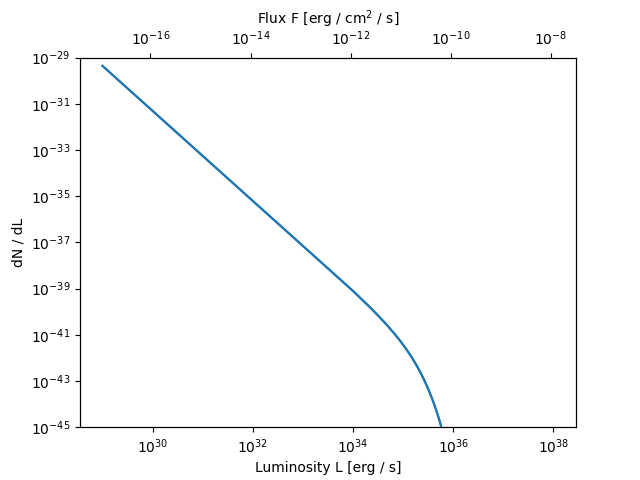 Flux F [erg / cm² / s]
10⁻¹⁶ 10⁻¹⁴ 10⁻¹² 10⁻¹⁰ 10⁻⁸
10⁻²⁹
10⁻³¹
10⁻³³
10⁻³⁵
10⁻³⁷
10⁻³⁹
10⁻⁴¹
10⁻⁴³
10⁻⁴⁵
dN / dL
10³⁰ 10³² 10³⁴ 10³⁶ 10³⁸
Luminosity L [erg / s]